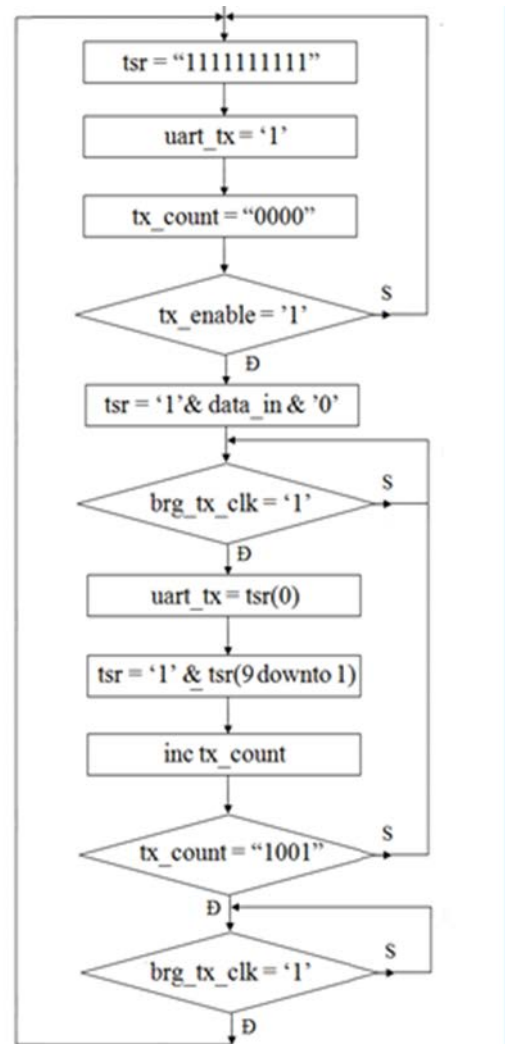 tsr = “1111111111”
uart_tx = ‘1’
tx_count = “0000”
tx_enable = ’1’
S
Đ
tsr = ‘1’& data_in & ’0’
brg_tx_clk = ‘1’
S
Đ
uart_tx = tsr(0)
tsr = ‘1’ & tsr(9 downto 1)
inc tx_count
tx_count = “1001”
S
Đ
brg_tx_clk = ‘1’
S
Đ